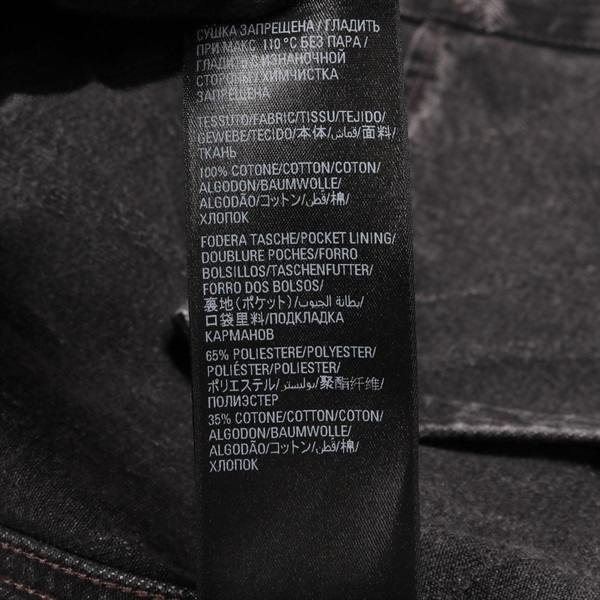 СУШКА ЗАПРЕЩЕНА/ГЛАДИТЬ
ПРИ МАКС 110 °C БЕЗ ПАРА/
ГЛАДИТЬ С ИЗНАНОЧНОЙ
СТОРОНЫ ХИМЧИСТКА
ЗАПРЕЩЕНА
TESSUTO/FABRIC/TISSU/TEJIDO/
GEWEBE/TECIDO/本体/قماش/面料/
ТКАНЬ
100% COTONE/COTTON/COTON/
ALGODON/BAUMWOLLE/
ALGODÃO/コットン/قطن/棉/
ХЛОПОК
FODERA TASCHE/POCKET LINING/
DOUBLURE POCHES/FORRO
BOLSILLOS/TASCHENFUTTER/
FORRO DOS BOLSOS/
裏地(ポケット)/بطانة الجيوب/
口袋里料/ПОДКЛАДКА
КАРМАНОВ
65% POLIESTERE/POLYESTER/
POLIÉSTER/POLIESTER/
ポリエステル/بوليستر/聚酯纤维/
ПОЛИЭСТЕР
35% COTONE/COTTON/COTON/
ALGODON/BAUMWOLLE/
ALGODÃO/コットン/قطن/棉/
ХЛОПОК